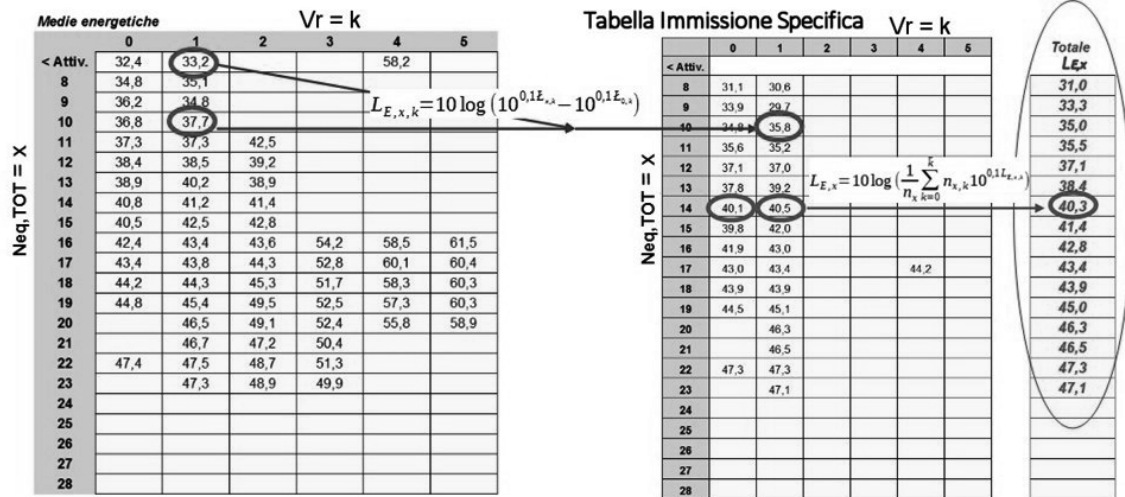 Medie energetiche Vr = k
0 1 2 3 4 5
< Attiv. 32,4 33,2 58,2
8 34,8 35,1
9 36,2 34,8
10 36,8 37,7
11 37,3 37,3 42,5
12 38,4 38,5 39,2
13 38,9 40,2 38,9
14 40,8 41,2 41,4
15 40,5 42,5 42,8
16 42,4 43,4 43,6 54,2 58,5 61,5
17 43,4 43,8 44,3 52,8 60,1 60,4
18 44,2 44,3 45,3 51,7 58,3 60,3
19 44,8 45,4 49,5 52,5 57,3 60,3
20 46,5 49,1 52,4 55,8 58,9
21 46,7 47,2 50,4
22 47,4 47,5 48,7 51,3
23 47,3 48,9 49,9
24
25
26
27
28
Neq,TOT = X
L_{E,x,k}=10 log (10^{0,1Ł_{x,k}}− 10^{0,1Ł_{0,k}})
Tabella Immissione Specifica Vr = k
0 1 2 3 4 5
< Attiv.
8 31,1 30,6
9 33,9 29,7
10 34,8 35,8
11 35,6 35,2
12 37,1 37,0
13 37,8 39,2
14 40,1 40,5
15 39,8 42,0
16 41,9 43,0
17 43,0 43,4 44,2
18 43,9 43,9
19 44,5 45,1
20 46,3
21 46,5
22 47,3 47,3
23 47,1
24
25
26
27
28
Neq,TOT = X
L_{E,x}=10 log (1/n_x ∑_{k=0}^{k} n_{x,k} 10^{0,1 L_{E,x,k}})
Totale
LEx
31,0
33,3
35,0
35,5
37,1
38,4
40,3
41,4
42,8
43,4
43,9
45,0
46,3
46,5
47,3
47,1